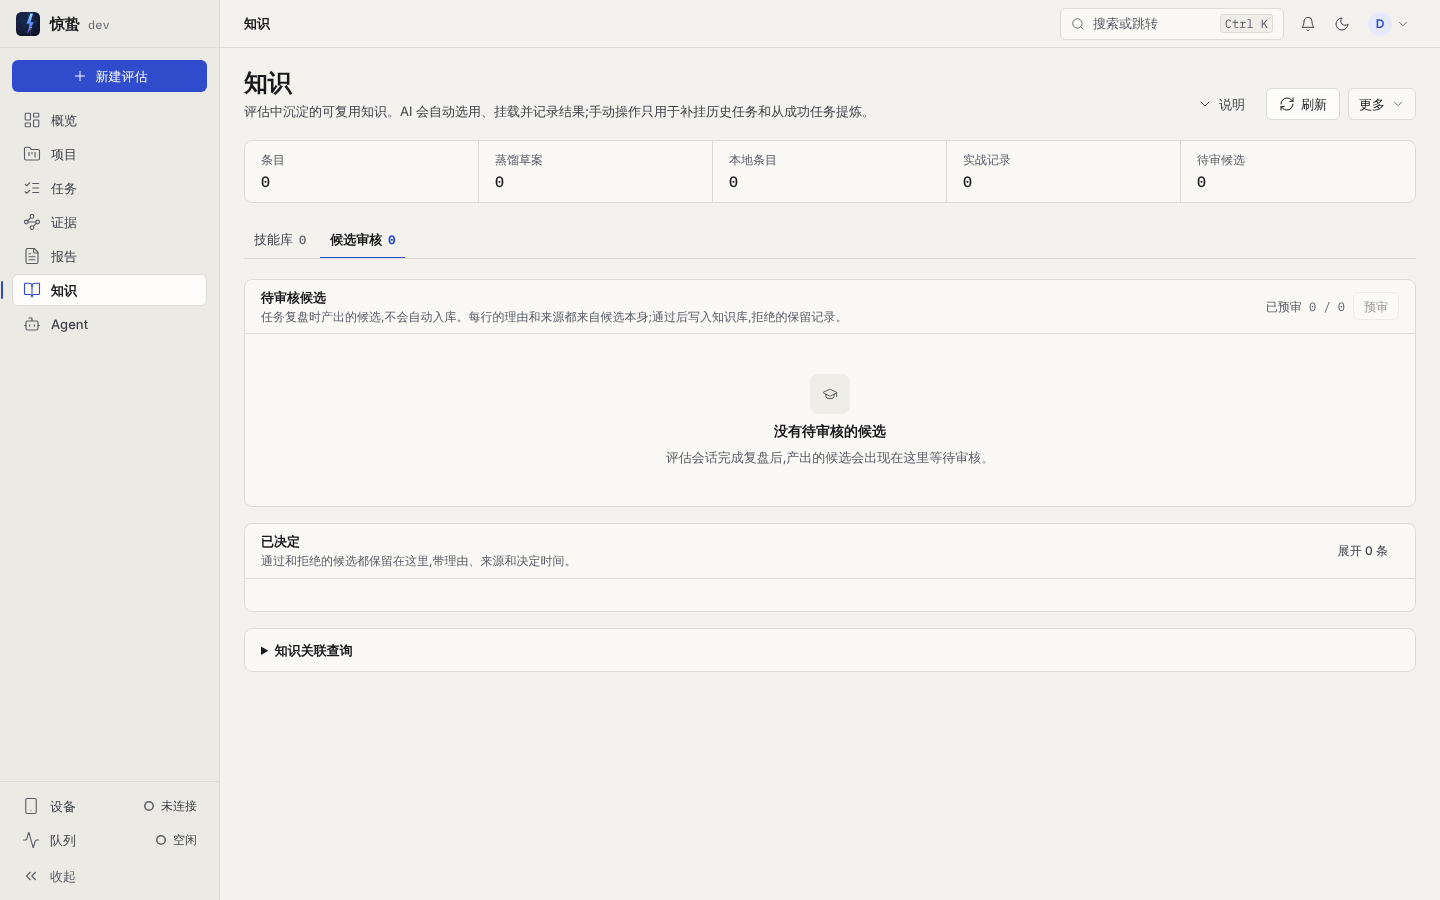 惊蛰 dev
知识
搜索或跳转 Ctrl K
D
新建评估
概览
项目
任务
证据
报告
知识
Agent
设备 未连接
队列 空闲
收起
知识
评估中沉淀的可复用知识。AI 会自动选用、挂载并记录结果;手动操作只用于补挂历史任务和从成功任务提炼。
说明 刷新 更多
条目 蒸馏草案 本地条目 实战记录 待审候选
0 0 0 0 0
技能库 0 候选审核 0
待审核候选
任务复盘时产出的候选,不会自动入库。每行的理由和来源都来自候选本身;通过后写入知识库,拒绝的保留记录。
已预审 0 / 0 预审
没有待审核的候选
评估会话完成复盘后,产出的候选会出现在这里等待审核。
已决定
通过和拒绝的候选都保留在这里,带理由、来源和决定时间。
展开 0 条
知识关联查询